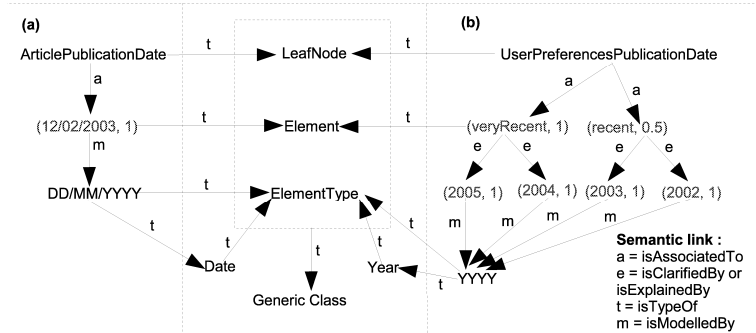 (a)
(b)
ArticlePublicationDate
t
LeafNode
t
UserPreferencesPublicationDate
a
a
a
(12/02/2003, 1)
t
Element
t
(veryRecent, 1)
(recent, 0.5)
m
e
e
e
e
DD/MM/YYYY
t
ElementType
(2005, 1)
(2004, 1)
(2003, 1)
(2002, 1)
t
t
t
t
m
m
m
m
Date
t
Year
t
YYYY
Generic Class
Semantic link :
a = isAssociatedTo
e = isClarifiedBy or
isExplainedBy
t = isTypeOf
m = isModelledBy